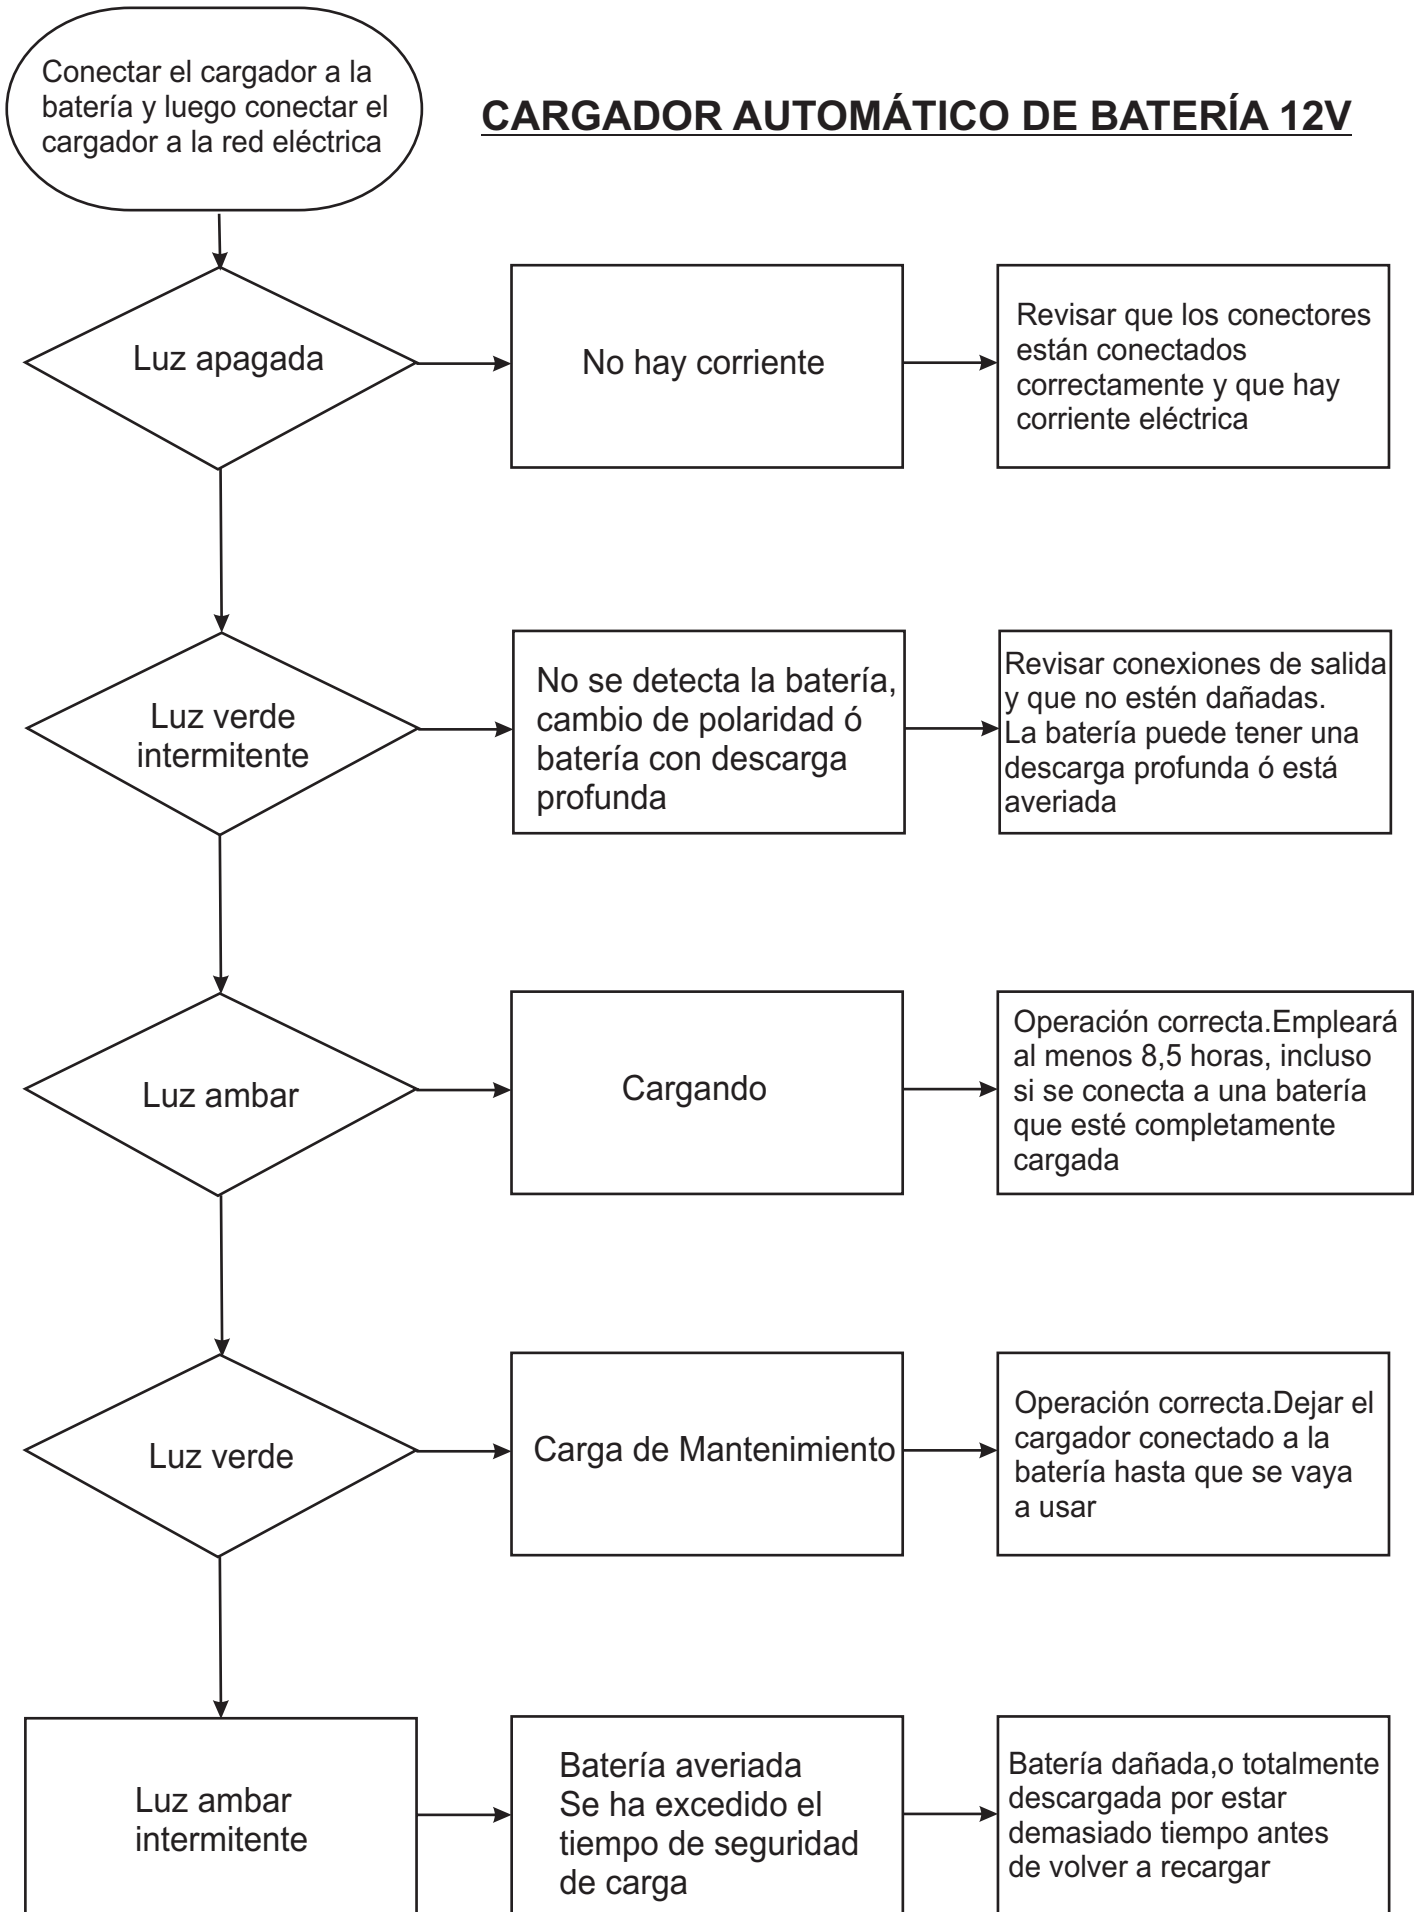 Conectar el cargador a la
batería y luego conectar el
cargador a la red eléctrica
CARGADOR AUTOMÁTICO DE BATERÍA 12V
Luz apagada
No hay corriente
Revisar que los conectores
están conectados
correctamente y que hay
corriente eléctrica
Luz verde
intermitente
No se detecta la batería,
cambio de polaridad ó
batería con descarga
profunda
Revisar conexiones de salida
y que no estén dañadas.
La batería puede tener una
descarga profunda ó está
averiada
Luz ambar
Cargando
Operación correcta.Empleará
al menos 8,5 horas, incluso
si se conecta a una batería
que esté completamente
cargada
Luz verde
Carga de Mantenimiento
Operación correcta.Dejar el
cargador conectado a la
batería hasta que se vaya
a usar
Luz ambar
intermitente
Batería averiada
Se ha excedido el
tiempo de seguridad
de carga
Batería dañada,o totalmente
descargada por estar
demasiado tiempo antes
de volver a recargar